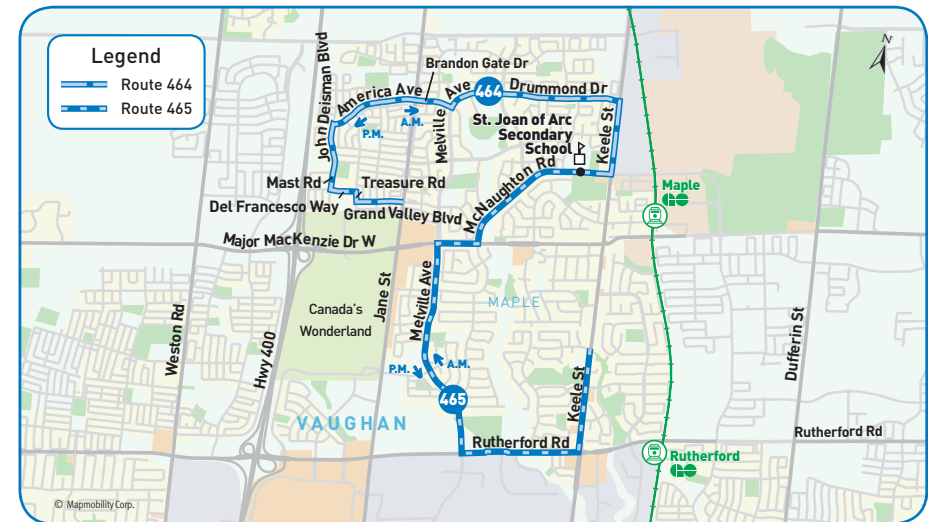 Legend
Route 464
Route 465
N
John Deisman Blvd
Brandon Gate Dr
America Ave
Melville Ave
464
Drummond Dr
P.M.
A.M.
St. Joan of Arc
Secondary
School
Keele St
McNaughton Rd
Mast Rd
Treasure Rd
Del Francesco Way
Grand Valley Blvd
Maple
GO
Major MacKenzie Dr W
Canada's
Wonderland
Jane St
Melville Ave
MAPLE
Weston Rd
Hwy 400
Dufferin St
P.M.
A.M.
465
Keele St
VAUGHAN
Rutherford Rd
Rutherford Rd
Rutherford
GO
© Mapmobility Corp.